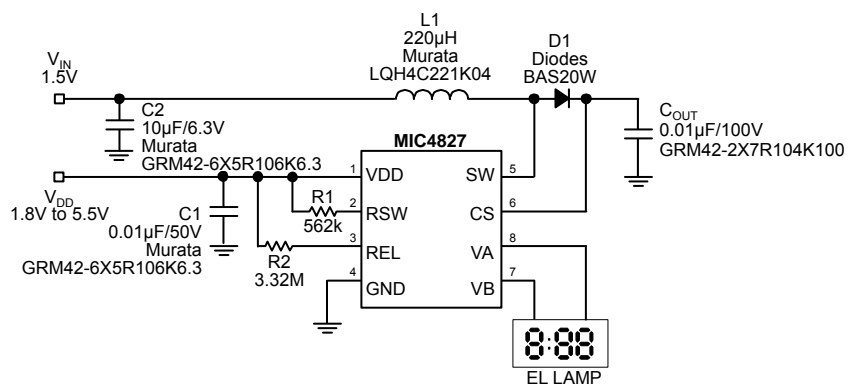 L1
220µH
Murata
LQH4C221K04
D1
Diodes
BAS20W
VIN
1.5V
C2
10µF/6.3V
Murata
GRM42-6X5R106K6.3
COUT
0.01µF/100V
GRM42-2X7R104K100
MIC4827
VDD
1.8V to 5.5V
C1
0.01µF/50V
Murata
GRM42-6X5R106K6.3
R1
562k
R2
3.32M
1 VDD SW 5
2 RSW CS 6
3 REL VA 8
4 GND VB 7
8:88
EL LAMP